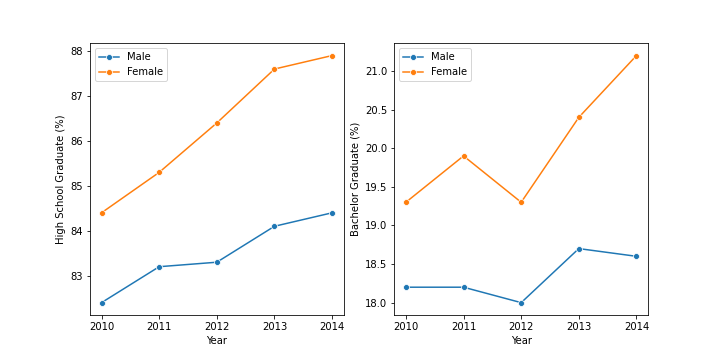 Male
Female
88
87
86
85
84
83
High School Graduate (%)
2010 2011 2012 2013 2014
Year
Male
Female
21.0
20.5
20.0
19.5
19.0
18.5
18.0
Bachelor Graduate (%)
2010 2011 2012 2013 2014
Year